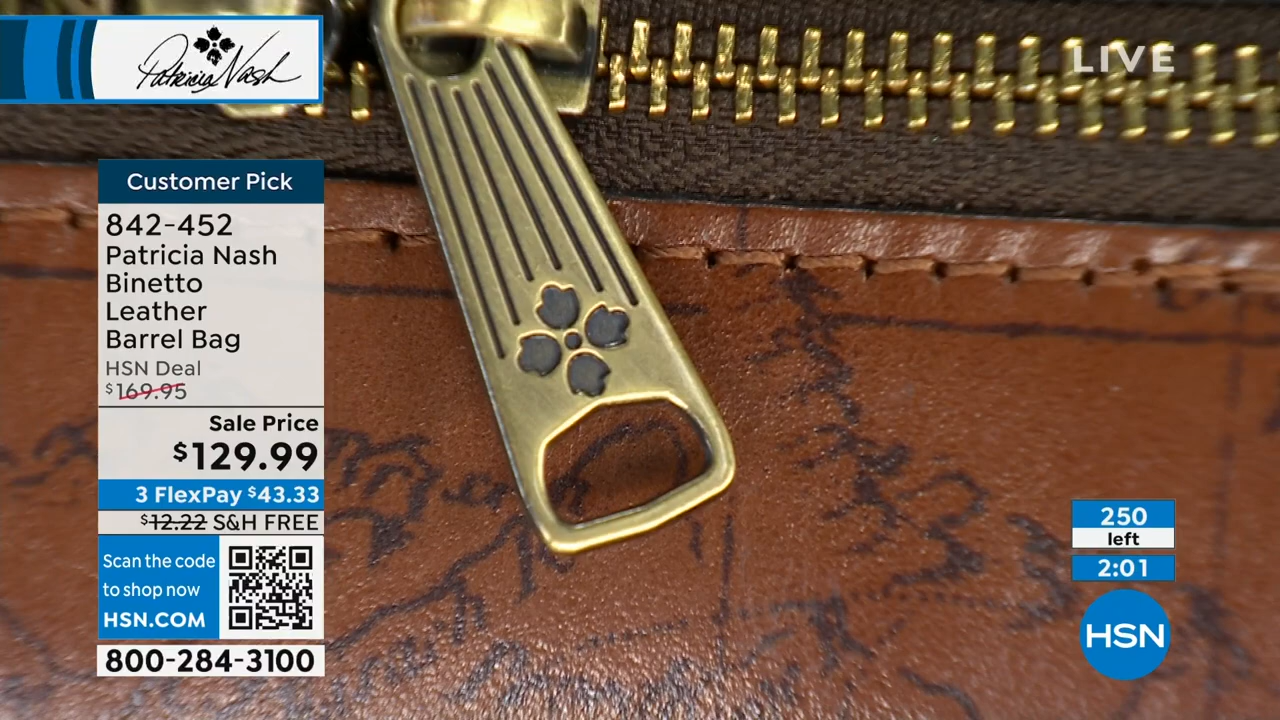 Patricia Nash
LIVE
Customer Pick
842-452
Patricia Nash
Binetto
Leather
Barrel Bag
HSN Deal
$169.95
Sale Price
$129.99
3 FlexPay $43.33
$12.22 S&H FREE
Scan the code
to shop now
HSN.COM
800-284-3100
250
left
2:01
HSN